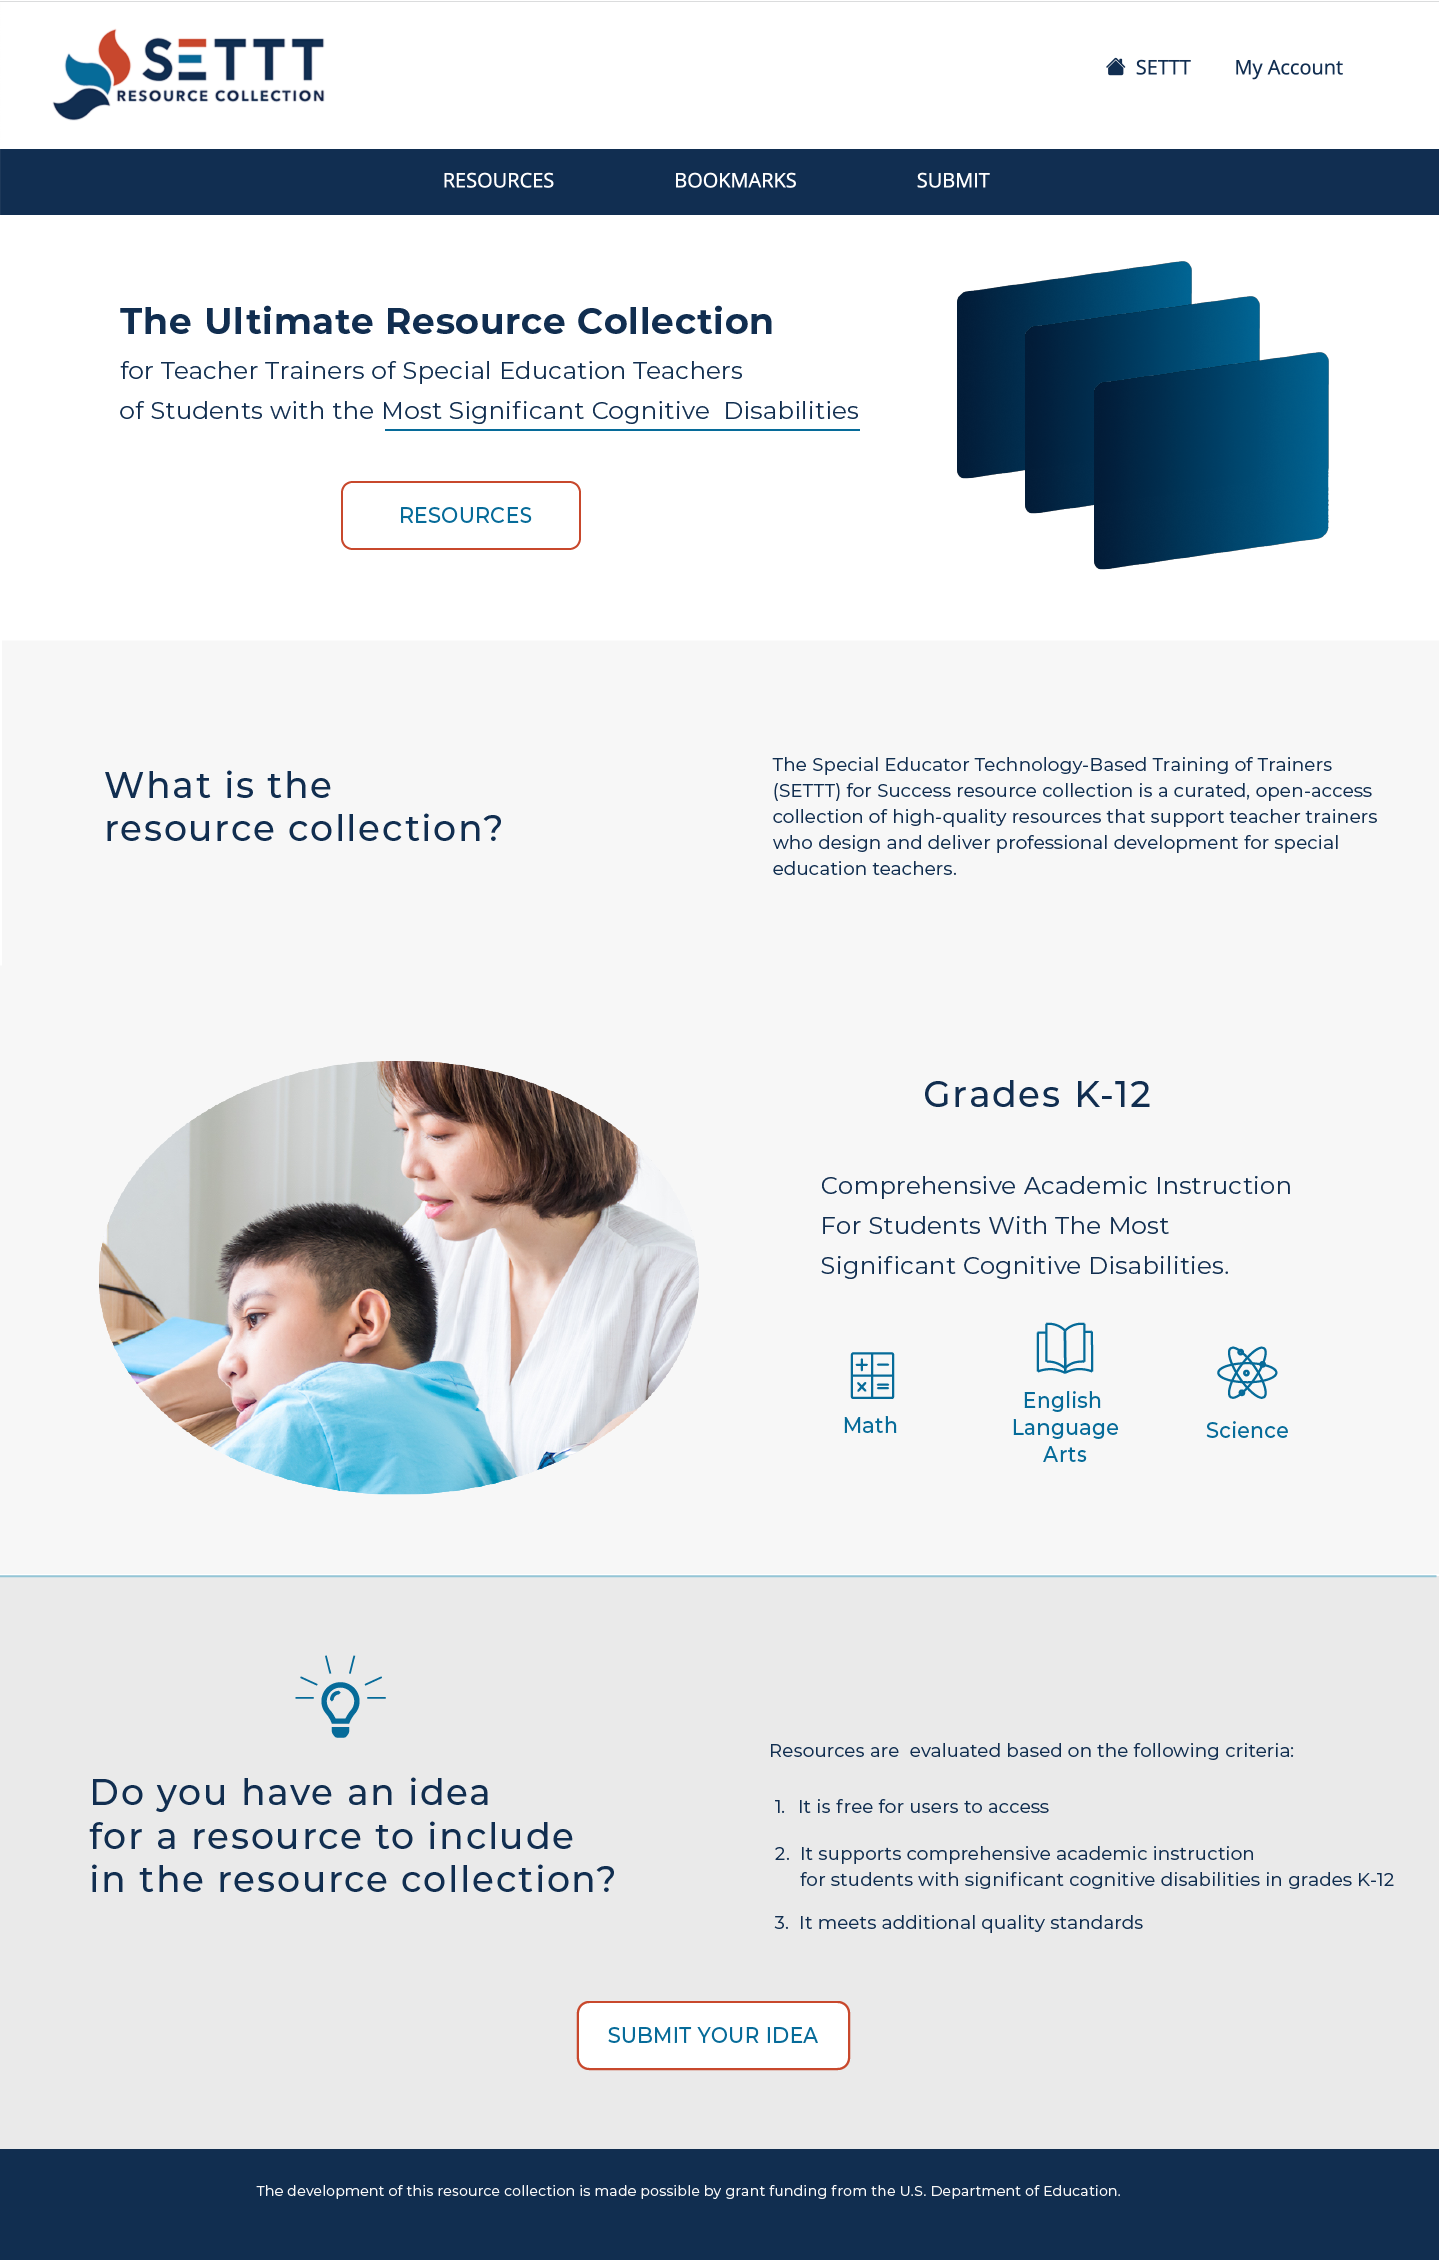 SETTT
RESOURCE COLLECTION
SETTT
My Account
RESOURCES
BOOKMARKS
SUBMIT
The Ultimate Resource Collection
for Teacher Trainers of Special Education Teachers
of Students with the Most Significant Cognitive Disabilities
RESOURCES
What is the
resource collection?
The Special Educator Technology-Based Training of Trainers
(SETTT) for Success resource collection is a curated, open-access
collection of high-quality resources that support teacher trainers
who design and deliver professional development for special
education teachers.
Grades K-12
Comprehensive Academic Instruction
For Students With The Most
Significant Cognitive Disabilities.
Math
English
Language
Arts
Science
Do you have an idea
for a resource to include
in the resource collection?
Resources are evaluated based on the following criteria:
1. It is free for users to access
2. It supports comprehensive academic instruction
for students with significant cognitive disabilities in grades K-12
3. It meets additional quality standards
SUBMIT YOUR IDEA
The development of this resource collection is made possible by grant funding from the U.S. Department of Education.